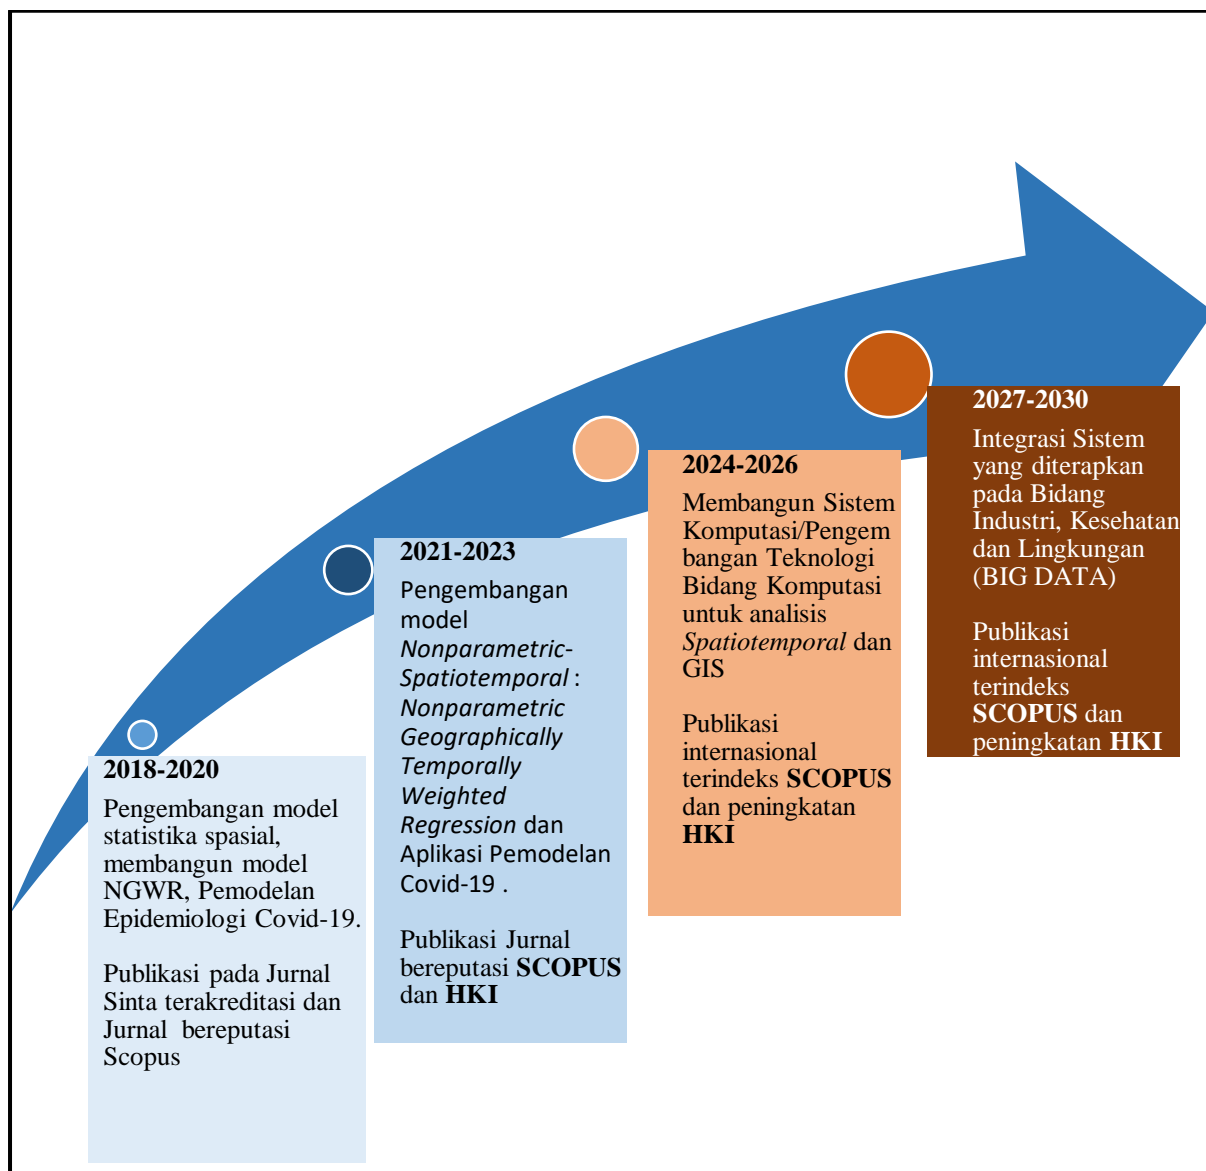 2018-2020
Pengembangan model
statistika spasial,
membangun model
NGWR, Pemodelan
Epidemiologi Covid-19.
Publikasi pada Jurnal
Sinta terakreditasi dan
Jurnal bereputasi
Scopus
2021-2023
Pengembangan
model
Nonparametric-
Spatiotemporal :
Nonparametric
Geographically
Temporally
Weighted
Regression dan
Aplikasi Pemodelan
Covid-19 .
Publikasi Jurnal
bereputasi SCOPUS
dan HKI
2024-2026
Membangun Sistem
Komputasi/Pengem
bangan Teknologi
Bidang Komputasi
untuk analisis
Spatiotemporal dan
GIS
Publikasi
internasional
terindeks SCOPUS
dan peningkatan
HKI
2027-2030
Integrasi Sistem
yang diterapkan
pada Bidang
Industri, Kesehatan
dan Lingkungan
(BIG DATA)
Publikasi
internasional
terindeks
SCOPUS dan
peningkatan HKI